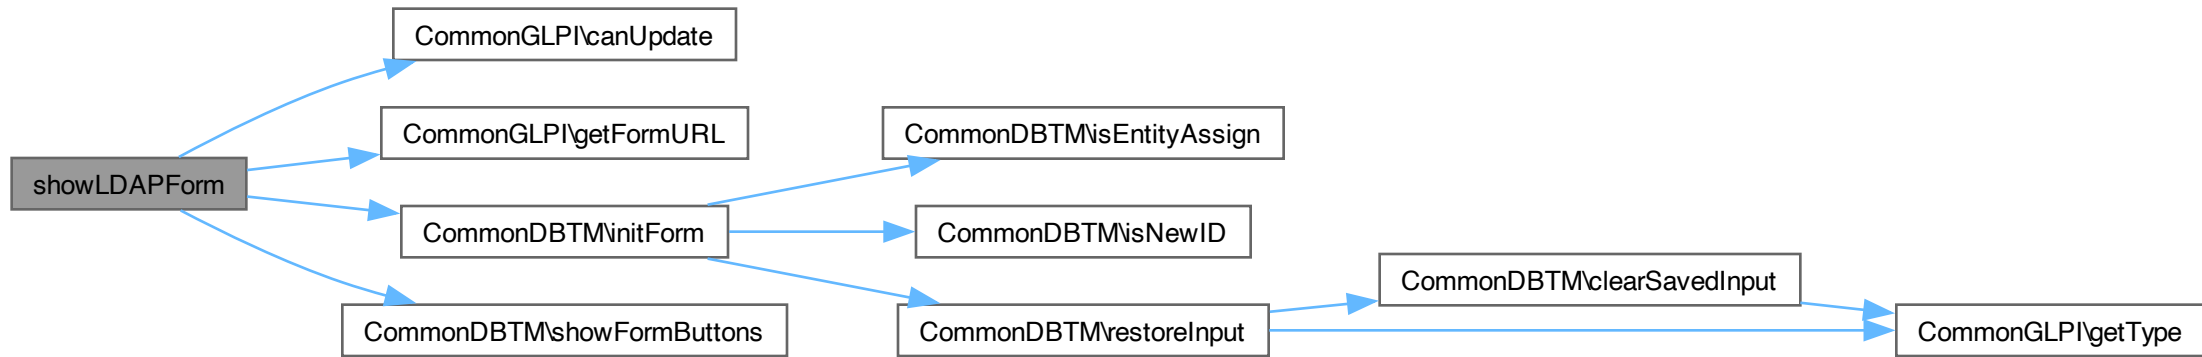 showLDAPForm
CommonGLPI\canUpdate
CommonGLPI\getFormURL
CommonDBTM\initForm
CommonDBTM\showFormButtons
CommonDBTM\isEntityAssign
CommonDBTM\isNewID
CommonDBTM\restoreInput
CommonDBTM\clearSavedInput
CommonGLPI\getType